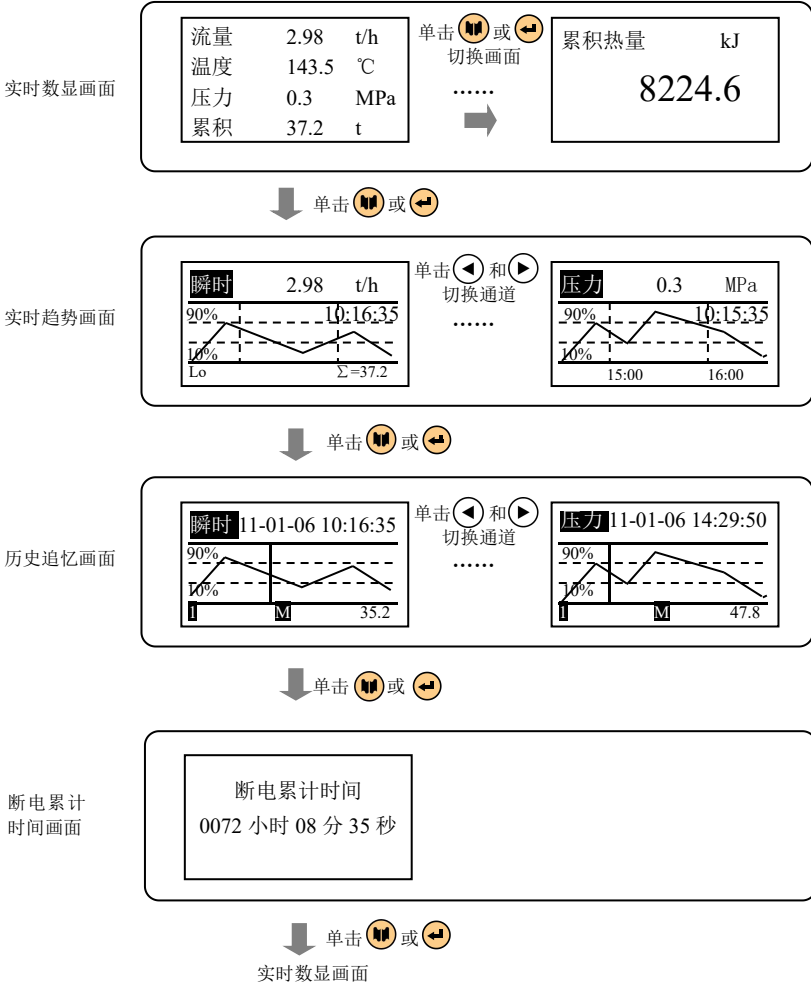 实时数显画面
流量 2.98 t/h
温度 143.5 ℃
压力 0.3 MPa
累积 37.2 t
单击 或
切换画面
......
累积热量 kJ
8224.6
单击 或
实时趋势画面
瞬时 2.98 t/h
90% 10:16:35
10%
Lo Σ=37.2
单击 和
切换通道
......
压力 0.3 MPa
90% 10:15:35
10%
15:00 16:00
单击 或
历史追忆画面
瞬时 11-01-06 10:16:35
90%
10%
1 M 35.2
单击 和
切换通道
......
压力 11-01-06 14:29:50
90%
10%
1 M 47.8
单击 或
断电累计
时间画面
断电累计时间
0072 小时 08 分 35 秒
单击 或
实时数显画面